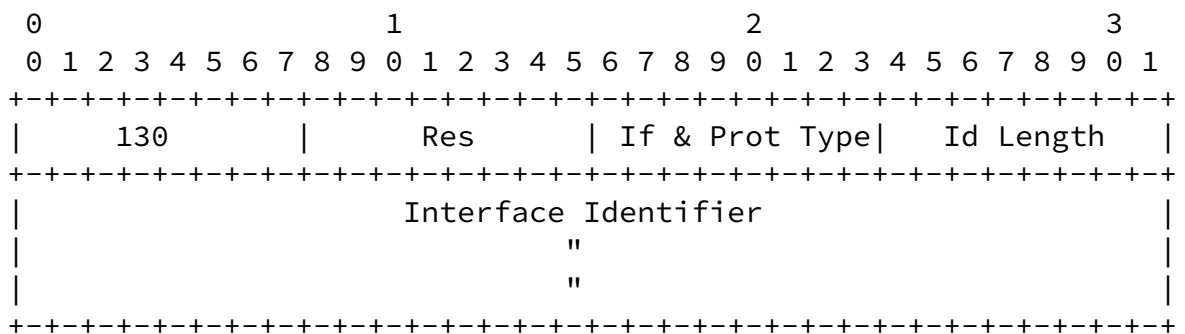 0                   1                   2                   3
 0 1 2 3 4 5 6 7 8 9 0 1 2 3 4 5 6 7 8 9 0 1 2 3 4 5 6 7 8 9 0 1
+-+-+-+-+-+-+-+-+-+-+-+-+-+-+-+-+-+-+-+-+-+-+-+-+-+-+-+-+-+-+-+-+
|     130       |      Res      | If & Prot Type|   Id Length   |
+-+-+-+-+-+-+-+-+-+-+-+-+-+-+-+-+-+-+-+-+-+-+-+-+-+-+-+-+-+-+-+-+
|                     Interface Identifier                      |
|                              "                                |
|                              "                                |
+-+-+-+-+-+-+-+-+-+-+-+-+-+-+-+-+-+-+-+-+-+-+-+-+-+-+-+-+-+-+-+-+